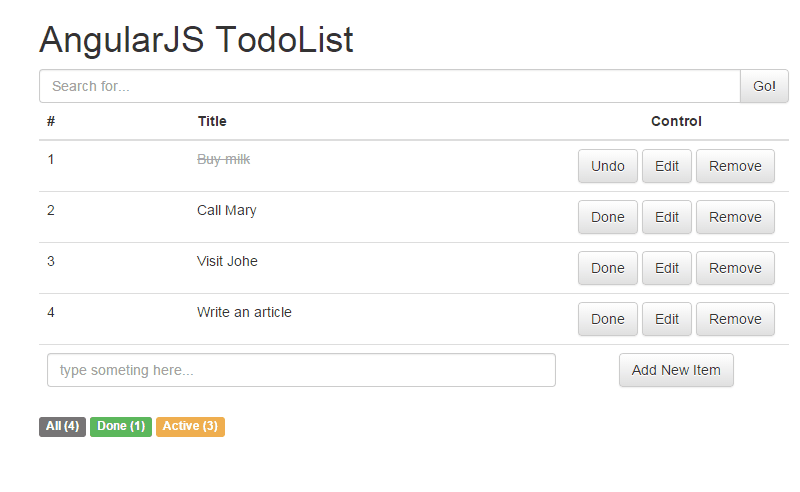 AngularJS TodoList
Search for... Go!
# Title Control
1 Buy milk Undo Edit Remove
2 Call Mary Done Edit Remove
3 Visit Johe Done Edit Remove
4 Write an article Done Edit Remove
type someting here... Add New Item
All (4) Done (1) Active (3)